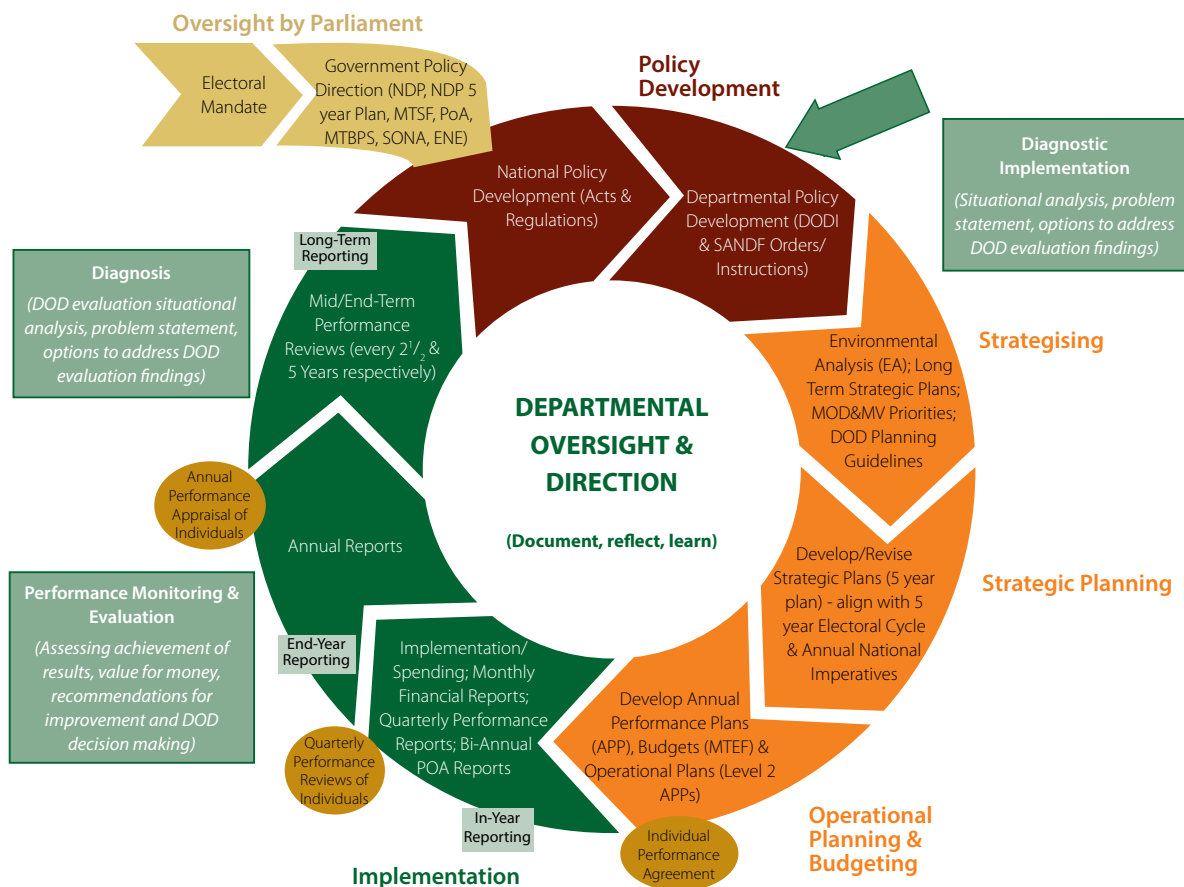 Oversight by Parliament
Electoral
Mandate
Government Policy
Direction (NDP, NDP 5
year Plan, MTSF, PoA,
MTBPS, SONA, ENE)
Policy
Development
National Policy
Development (Acts &
Regulations)
Departmental Policy
Development (DODI
& SANDF Orders/
Instructions)
Diagnostic
Implementation
(Situational analysis, problem
statement, options to address
DOD evaluation findings)
Strategising
Environmental
Analysis (EA); Long
Term Strategic Plans;
MOD&MV Priorities;
DOD Planning
Guidelines
Strategic Planning
Develop/Revise
Strategic Plans (5 year
plan) - align with 5
year Electoral Cycle
& Annual National
Imperatives
Operational
Planning &
Budgeting
Develop Annual
Performance Plans
(APP), Budgets (MTEF) &
Operational Plans (Level 2
APPs)
Individual
Performance
Agreement
Implementation
In-Year
Reporting
Implementation/
Spending; Monthly
Financial Reports;
Quarterly Performance
Reports; Bi-Annual
POA Reports
Quarterly
Performance
Reviews of
Individuals
End-Year
Reporting
Performance Monitoring &
Evaluation
(Assessing achievement of
results, value for money,
recommendations for
improvement and DOD
decision making)
Annual Reports
Annual
Performance
Appraisal of
Individuals
Diagnosis
(DOD evaluation situational
analysis, problem statement,
options to address DOD
evaluation findings)
Long-Term
Reporting
Mid/End-Term
Performance
Reviews (every 2 1/2 &
5 Years respectively)
DEPARTMENTAL
OVERSIGHT &
DIRECTION
(Document, reflect, learn)